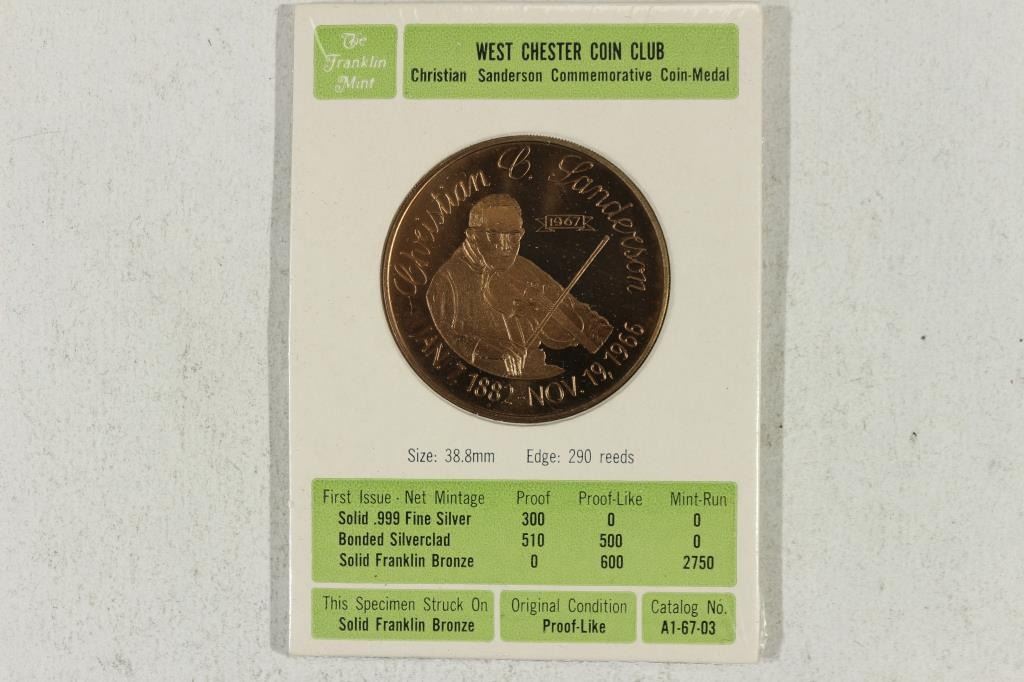 The
Franklin
Mint
WEST CHESTER COIN CLUB
Christian Sanderson Commemorative Coin-Medal
Christian C. Sanderson
1967
JAN. 7, 1882-NOV. 19, 1966
Size: 38.8mm Edge: 290 reeds
First Issue - Net Mintage Proof Proof-Like Mint-Run
Solid .999 Fine Silver 300 0 0
Bonded Silverclad 510 500 0
Solid Franklin Bronze 0 600 2750
This Specimen Struck On
Solid Franklin Bronze
Original Condition
Proof-Like
Catalog No.
A1-67-03